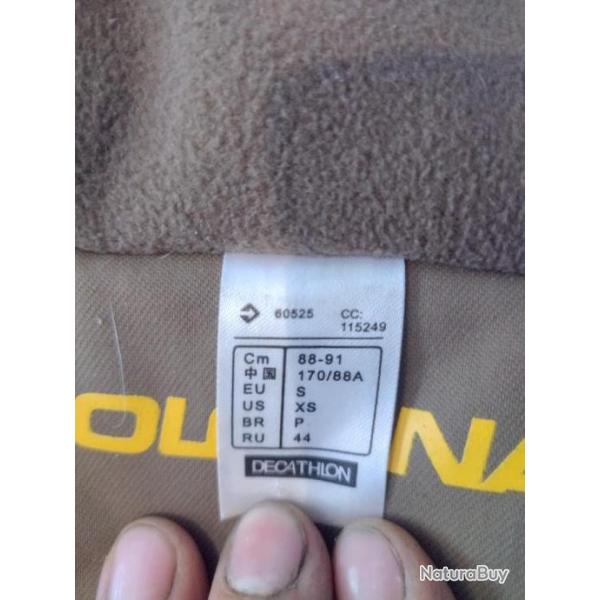 60525 CC: 115249
Cm 88-91
中国 170/88A
EU S
US XS
BR P
RU 44
DECATHLON
NaturaBuy